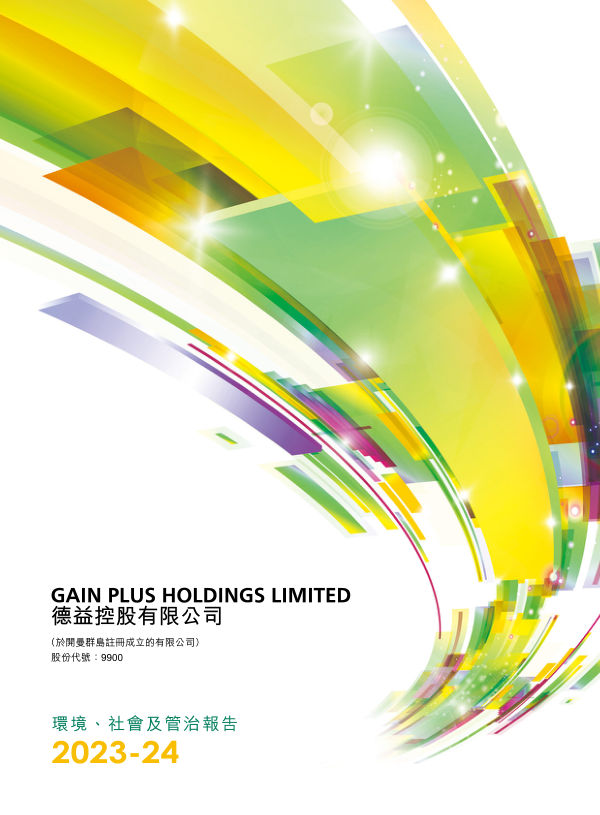 GAIN PLUS HOLDINGS LIMITED
德益控股有限公司
（於開曼群島註冊成立的有限公司）
股份代號：9900
環境、社會及管治報告
2023-24